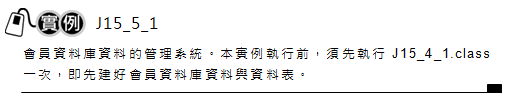 實例 J15_5_1
會員資料庫資料的管理系統。本實例執行前，須先執行 J15_4_1.class
一次，即先建好會員資料庫資料與資料表。